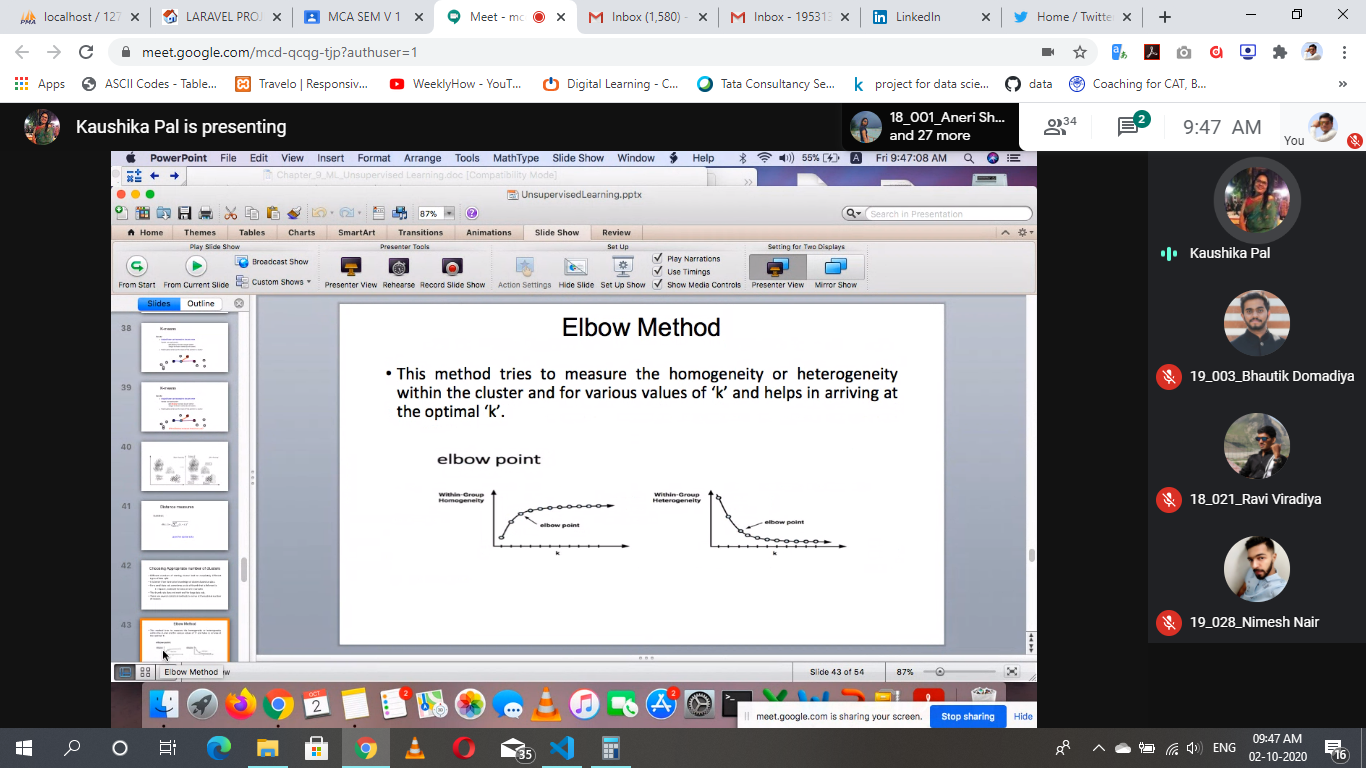 localhost / 127
LARAVEL PROJ
MCA SEM V 1
Meet - mc
Inbox (1,580) -
Inbox - 195313
LinkedIn
Home / Twitte
meet.google.com/mcd-qcqg-tjp?authuser=1
Apps
ASCII Codes - Table...
Travelo | Responsiv...
WeeklyHow - YouT...
Digital Learning - C...
Tata Consultancy Se...
project for data scie...
data
Coaching for CAT, B...
»
Kaushika Pal is presenting
18_001_Aneri Sh...
and 27 more
34
2
9:47 AM
You
PowerPoint File Edit View Insert Format Arrange Tools MathType Slide Show Window Help 55% A Fri 9:47:08 AM
Chapter_9_ML_Unsupervised Learning.doc [Compatibility Mode]
UnsupervisedLearning.pptx
87%
Search in Presentation
Home Themes Tables Charts SmartArt Transitions Animations Slide Show Review
Play Slide Show Presenter Tools Set Up Setting for Two Displays
From Start
From Current Slide
Broadcast Show
Custom Shows
Presenter View
Rehearse
Record Slide Show
Action Settings
Hide Slide
Set Up Show
Play Narrations
Use Timings
Show Media Controls
Presenter View
Mirror Show
Slides Outline
38
39
40
41
Distance measures
42
Choosing Appropriate number of clusters
43
Elbow Method
Elbow Method
• This method tries to measure the homogeneity or heterogeneity
within the cluster and for various values of ‘k’ and helps in arriving at
the optimal ‘k’.
elbow point
Within-Group
Homogeneity
elbow point
k
Within-Group
Heterogeneity
elbow point
k
Elbow Method
Slide 43 of 54
87%
OCT
2
2
2
meet.google.com is sharing your screen.
Stop sharing
Hide
Kaushika Pal
19_003_Bhautik Domadiya
18_021_Ravi Viradiya
19_028_Nimesh Nair
35
ENG
09:47 AM
02-10-2020
16